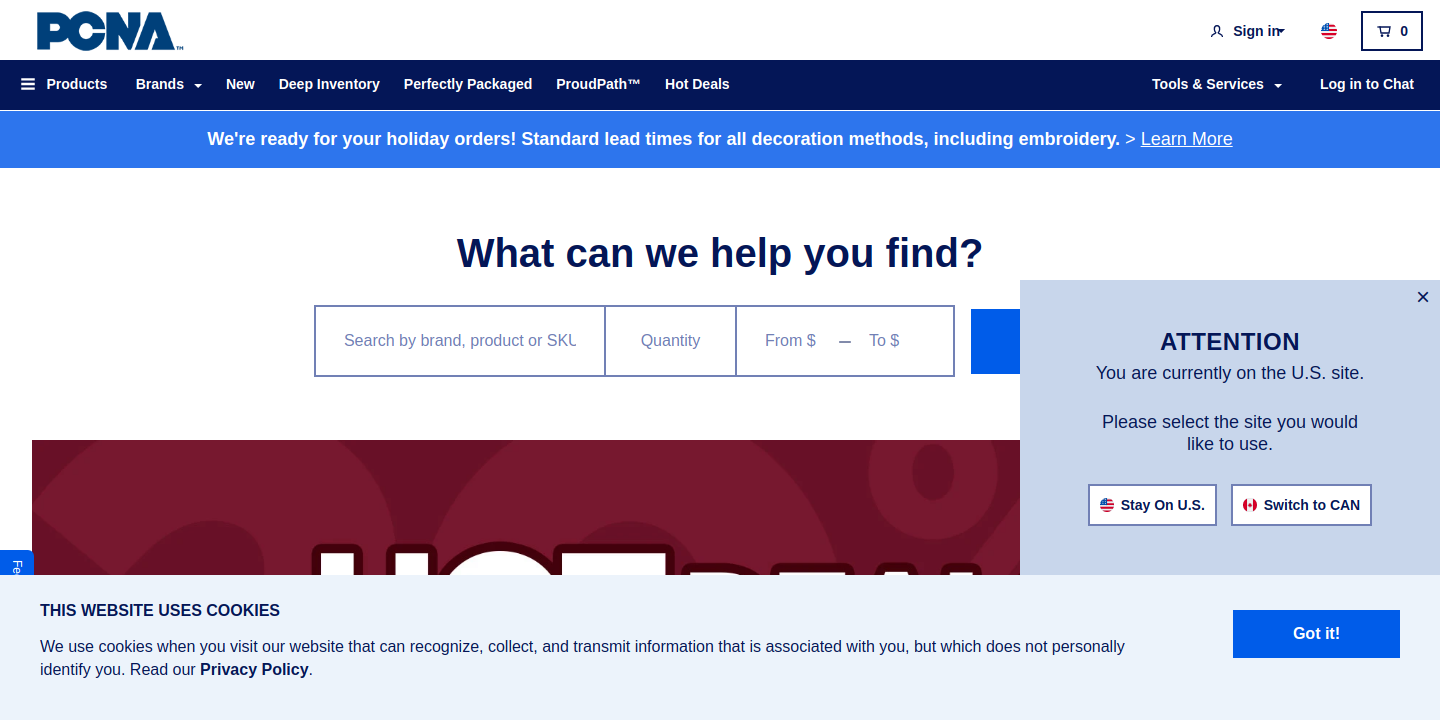 PCNA™
Sign in
0
Products Brands New Deep Inventory Perfectly Packaged ProudPath™ Hot Deals Tools & Services Log in to Chat
We're ready for your holiday orders! Standard lead times for all decoration methods, including embroidery. > Learn More
What can we help you find?
Search by brand, product or SKU Quantity From $ – To $
×
ATTENTION
You are currently on the U.S. site.
Please select the site you would
like to use.
Stay On U.S. Switch to CAN
HOT
THIS WEBSITE USES COOKIES
We use cookies when you visit our website that can recognize, collect, and transmit information that is associated with you, but which does not personally
identify you. Read our Privacy Policy.
Got it!